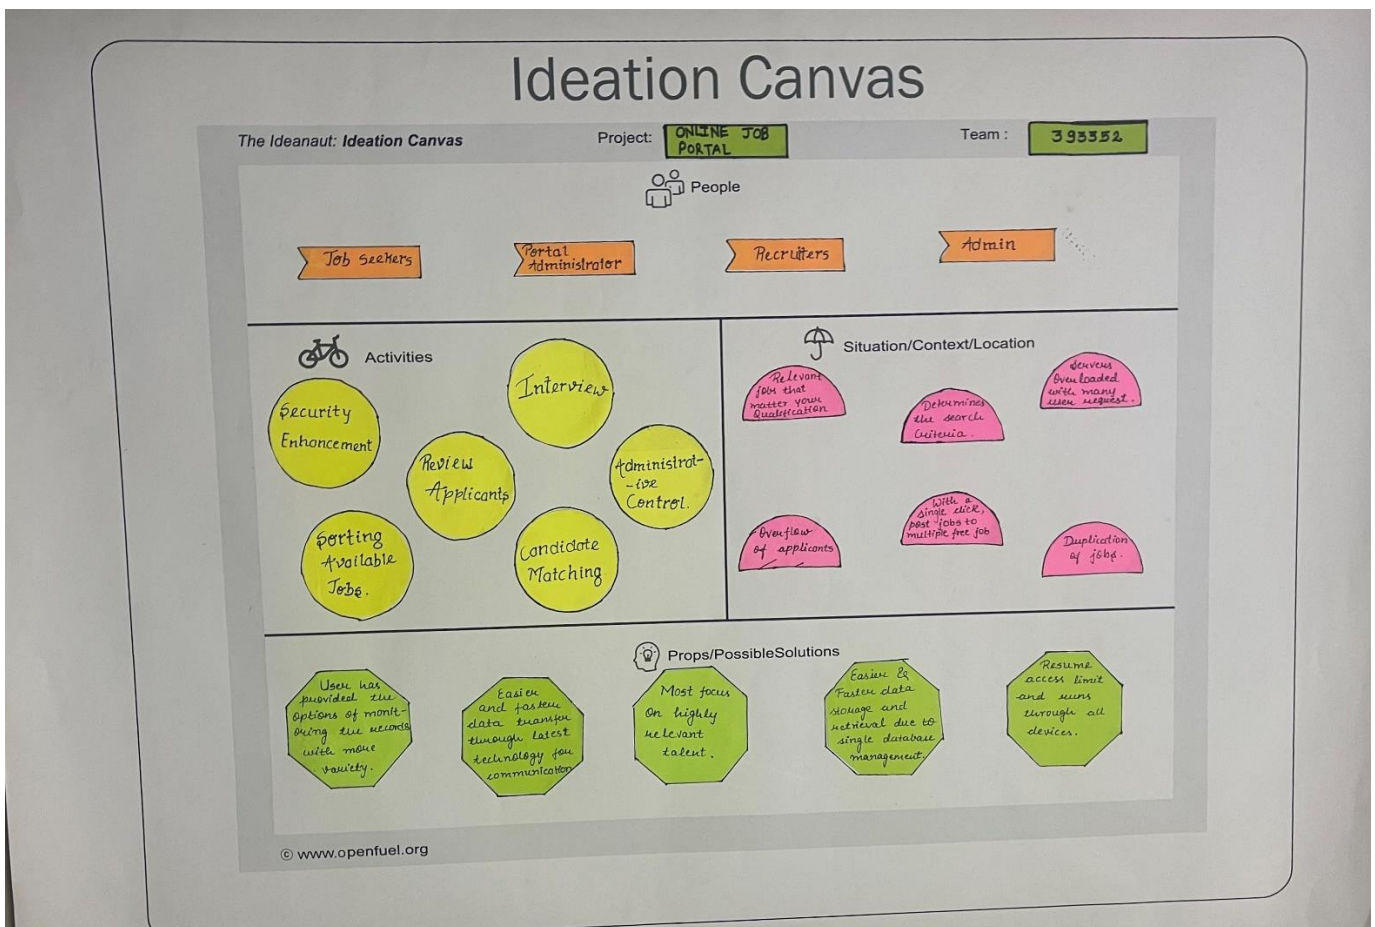 Ideation Canvas
The Ideanaut: Ideation Canvas
Project:
ONLINE JOB
PORTAL
Team :
393352
People
Job Seekers
Portal
Administrator
Recruiters
Admin
Activities
Security
Enhancement
Interview
Review
Applicants
Administrat-
-ive
Control.
Sorting
Available
Jobs.
Candidate
Matching
Situation/Context/Location
Relevant
jobs that
matter your
Qualification
Determines
the search
Criteria.
Servers
Overloaded
with many
user request.
Overflow
of applicants
With a
single click,
post jobs to
multiple free job
Duplication
of jobs.
Props/PossibleSolutions
User has
provided the
options of monit-
oring the records
with more
variety.
Easier
and faster
data transfer
through latest
technology for
communication
Most focus
on highly
relevant
talent.
Easier &
Faster data
storage and
retrieval due to
single database
management.
Resume
access limit
and runs
through all
devices.
© www.openfuel.org